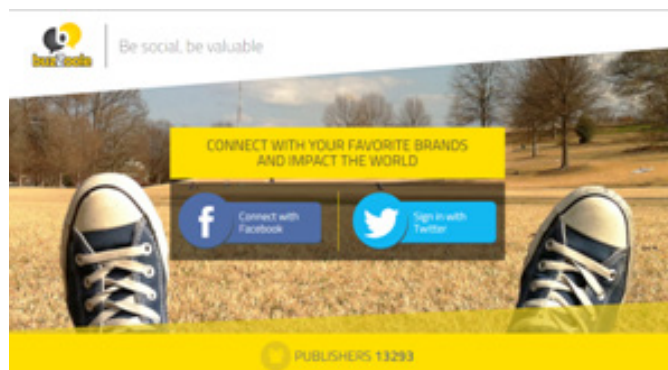 Be social, be valuable
CONNECT WITH YOUR FAVORITE BRANDS
AND IMPACT THE WORLD
Connect with
Facebook
Sign in with
Twitter
PUBLISHERS 13293